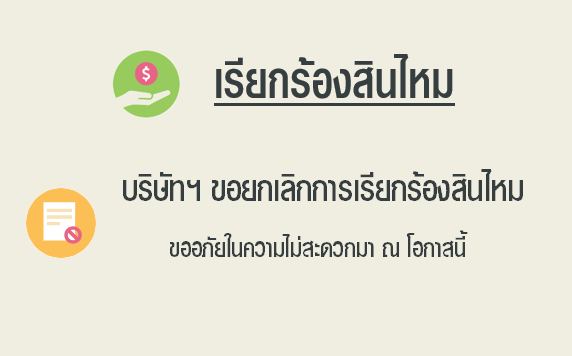 เรียกร้องสินไหม
บริษัทฯ ขอยกเลิกการเรียกร้องสินไหม
ขออภัยในความไม่สะดวกมา ณ โอกาสนี้